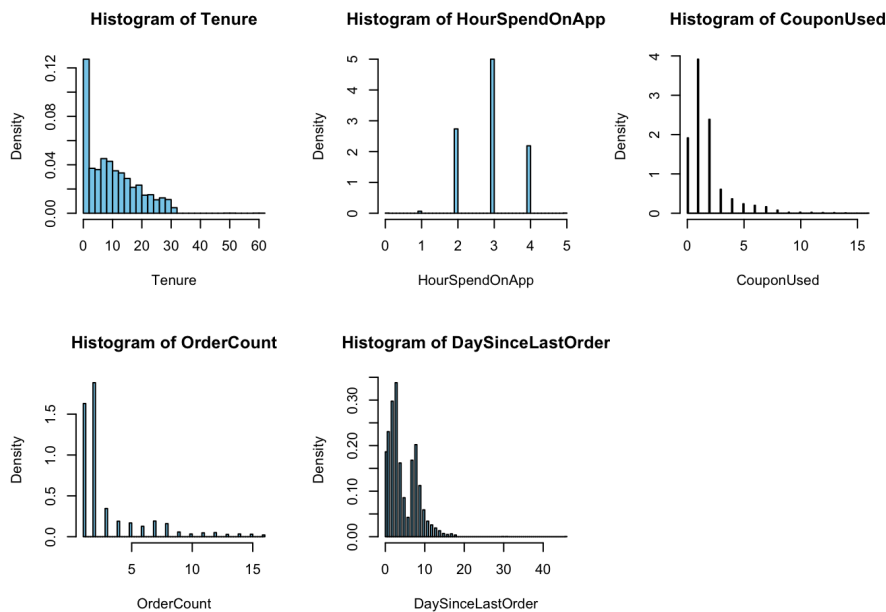 Histogram of Tenure
Density
0.00
0.04
0.08
0.12
0 10 20 30 40 50 60
Tenure
Histogram of HourSpendOnApp
Density
0
1
2
3
4
5
0 1 2 3 4 5
HourSpendOnApp
Histogram of CouponUsed
Density
0
1
2
3
4
0 5 10 15
CouponUsed
Histogram of OrderCount
Density
0.0
0.5
1.0
1.5
5 10 15
OrderCount
Histogram of DaySinceLastOrder
Density
0.00
0.10
0.20
0.30
0 10 20 30 40
DaySinceLastOrder